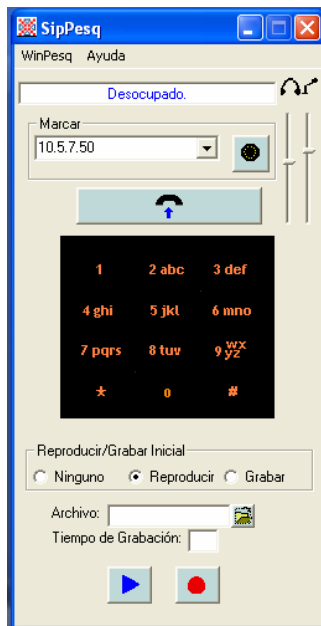 SipPesq
WinPesq Ayuda
Desocupado.
Marcar
10.5.7.50
1 2 abc 3 def
4 ghi 5 jkl 6 mno
7 pqrs 8 tuv 9 wxyz
* 0 #
Reproducir/Grabar Inicial
Ninguno Reproducir Grabar
Archivo:
Tiempo de Grabación: